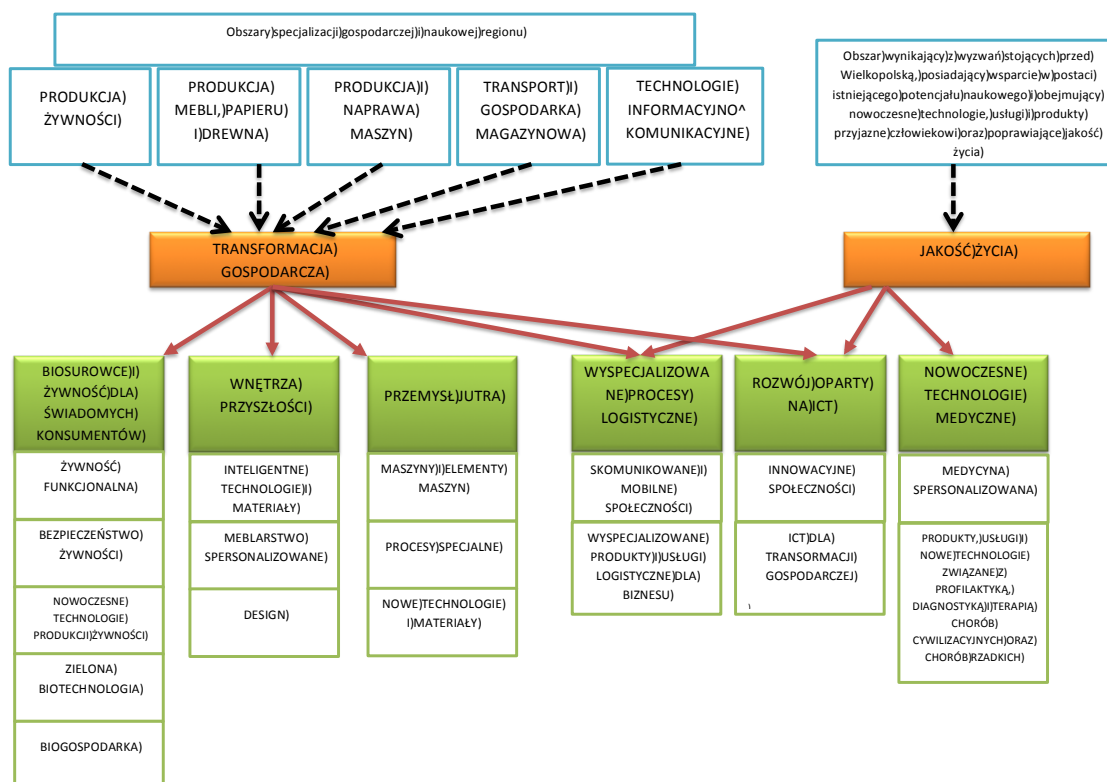 Obszary)specjalizacji)gospodarczej)i)naukowej)regionu)
PRODUKCJA)
ŻYWNOŚCI)
PRODUKCJA)
MEBLI,)PAPIERU)
I)DREWNA)
PRODUKCJA)I)
NAPRAWA)
MASZYN)
TRANSPORT)I)
GOSPODARKA)
MAGAZYNOWA)
TECHNOLOGIE)
INFORMACYJNO^
KOMUNIKACYJNE)
Obszar)wynikający)z)wyzwań)stojących)przed)
Wielkopolską,)posiadający)wsparcie)w)postaci)
istniejącego)potencjału)naukowego)i)obejmujący)
nowoczesne)technologie,)usługi)i)produkty)
przyjazne)człowiekowi)oraz)poprawiające)jakość)
życia)
TRANSFORMACJA)
GOSPODARCZA)
JAKOŚĆ)ŻYCIA)
BIOSUROWCE)I)
ŻYWNOŚĆ)DLA)
ŚWIADOMYCH)
KONSUMENTÓW)
WNĘTRZA)
PRZYSZŁOŚCI)
PRZEMYSŁ)JUTRA)
WYSPECJALIZOWA
NE)PROCESY)
LOGISTYCZNE)
ROZWÓJ)OPARTY)
NA)ICT)
NOWOCZESNE)
TECHNOLOGIE)
MEDYCZNE)
ŻYWNOŚĆ)
FUNKCJONALNA)
BEZPIECZEŃSTWO)
ŻYWNOŚCI)
NOWOCZESNE)
TECHNOLOGIE)
PRODUKCJI)ŻYWNOŚCI)
ZIELONA)
BIOTECHNOLOGIA)
BIOGOSPODARKA)
INTELIGENTNE)
TECHNOLOGIE)I)
MATERIAŁY)
MEBLARSTWO)
SPERSONALIZOWANE)
DESIGN)
MASZYNY)I)ELEMENTY)
MASZYN)
PROCESY)SPECJALNE)
NOWE)TECHNOLOGIE)
I)MATERIAŁY)
SKOMUNIKOWANE)I)
MOBILNE)
SPOŁECZNOŚCI)
WYSPECJALIZOWANE)
PRODUKTY)I)USŁUGI)
LOGISTYCZNE)DLA)
BIZNESU)
INNOWACYJNE)
SPOŁECZNOŚCI)
ICT)DLA)
TRANSORMACJI)
GOSPODARCZEJ)
)
MEDYCYNA)
SPERSONALIZOWANA)
PRODUKTY,)USŁUGI)I)
NOWE)TECHNOLOGIE)
ZWIĄZANE)Z)
PROFILAKTYKĄ,)
DIAGNOSTYKĄ)I)TERAPIĄ)
CHORÓB)
CYWILIZACYJNYCH)ORAZ)
CHORÓB)RZADKICH)